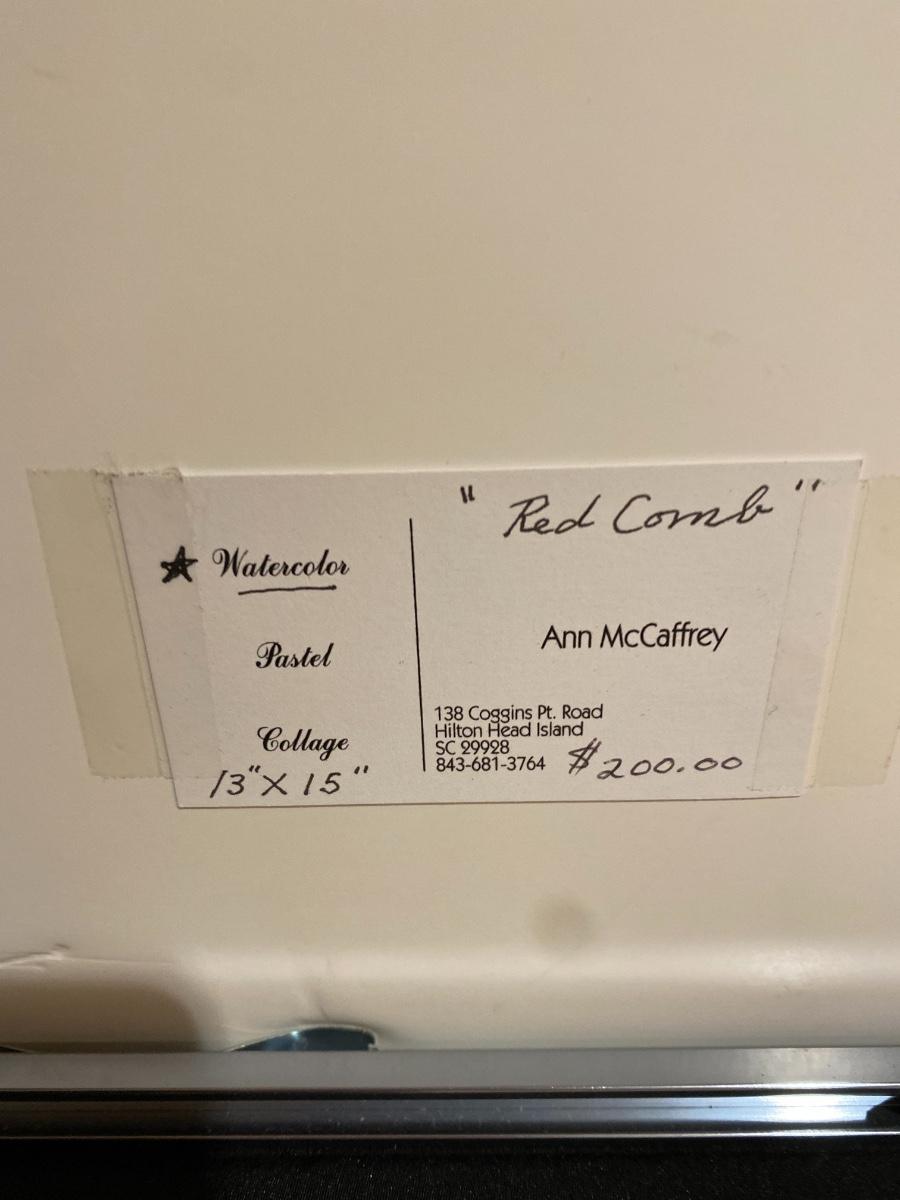 " Red Comb "
Watercolor
Pastel
Collage
13" X 15"
Ann McCaffrey
138 Coggins Pt. Road
Hilton Head Island
SC 29928
843-681-3764
$200.00